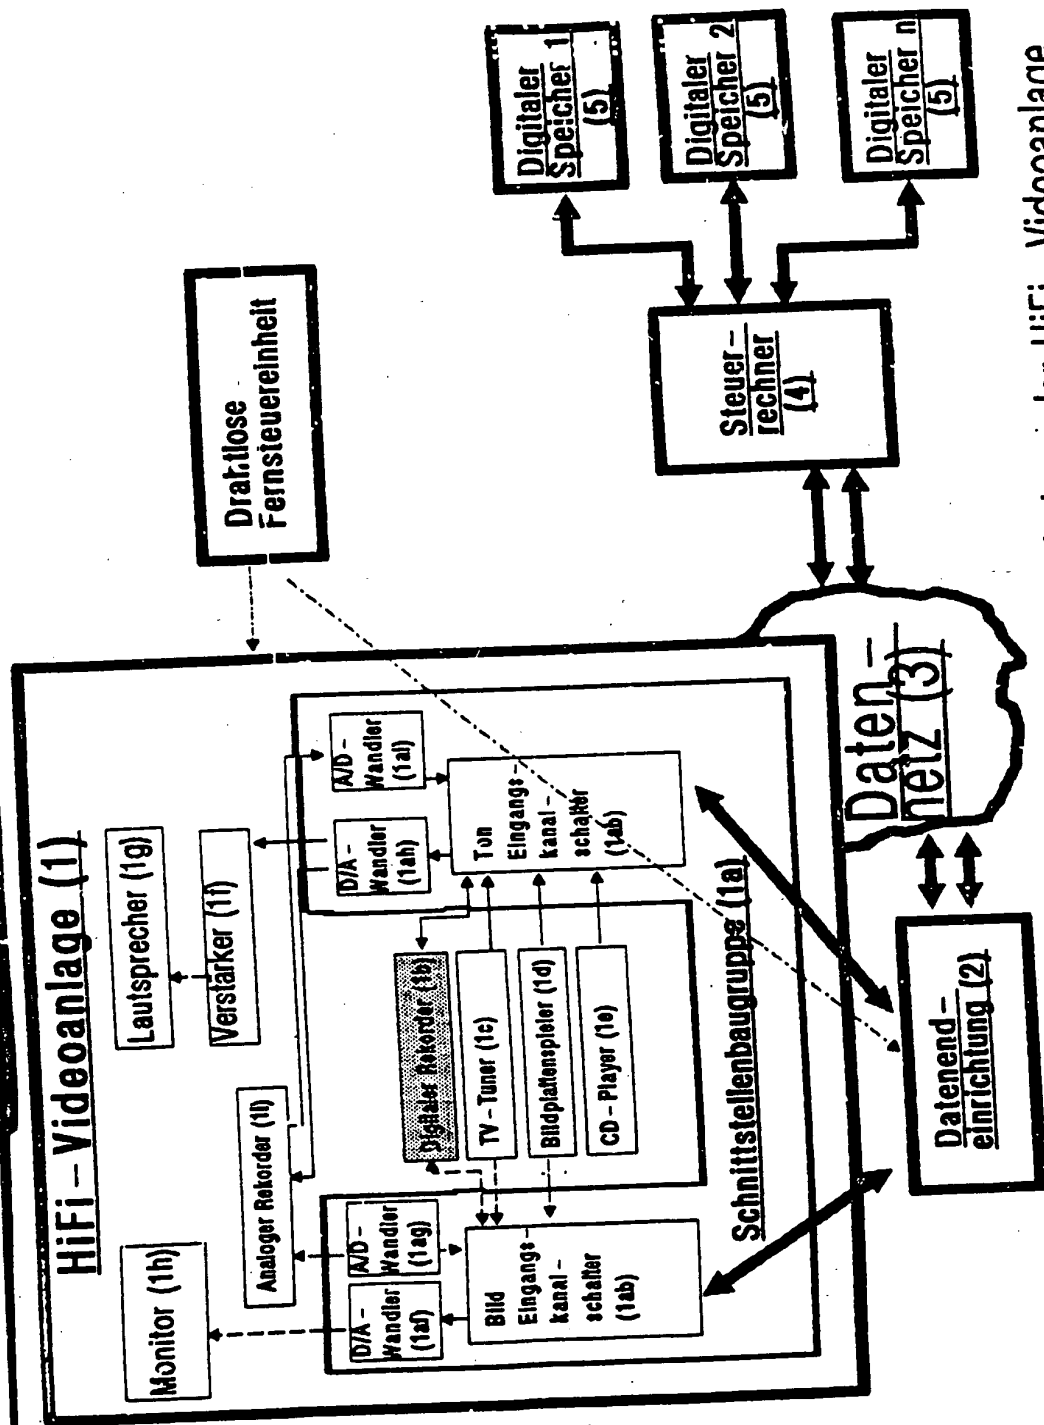 HiFi-Videoanlage (1)
Monitor (1h)
Lautsprecher (1g)
Verstärker (1f)
Analoger Rekorder (1i)
D/A-
Wandler
(1af)
A/D-
Wandler
(1ag)
D/A-
Wandler
(1ah)
A/D-
Wandler
(1ai)
Bild
Eingangs-
kanal-
schalter
(1ab)
Digitaler Rekorder (1b)
TV-Tuner (1c)
Bildplattenspieler (1d)
CD-Player (1e)
Ton
Eingangs-
kanal-
schalter
(1ab)
Schnittstellenbaugruppe (1a)
Drahtlose
Fernsteuereinheit
Datenend-
einrichtung (2)
Daten-
netz (3)
Steuer-
rechner
(4)
Digitaler
Speicher 1
(5)
Digitaler
Speicher 2
(5)
Digitaler
Speicher n
(5)
HiFi-Videoanlage